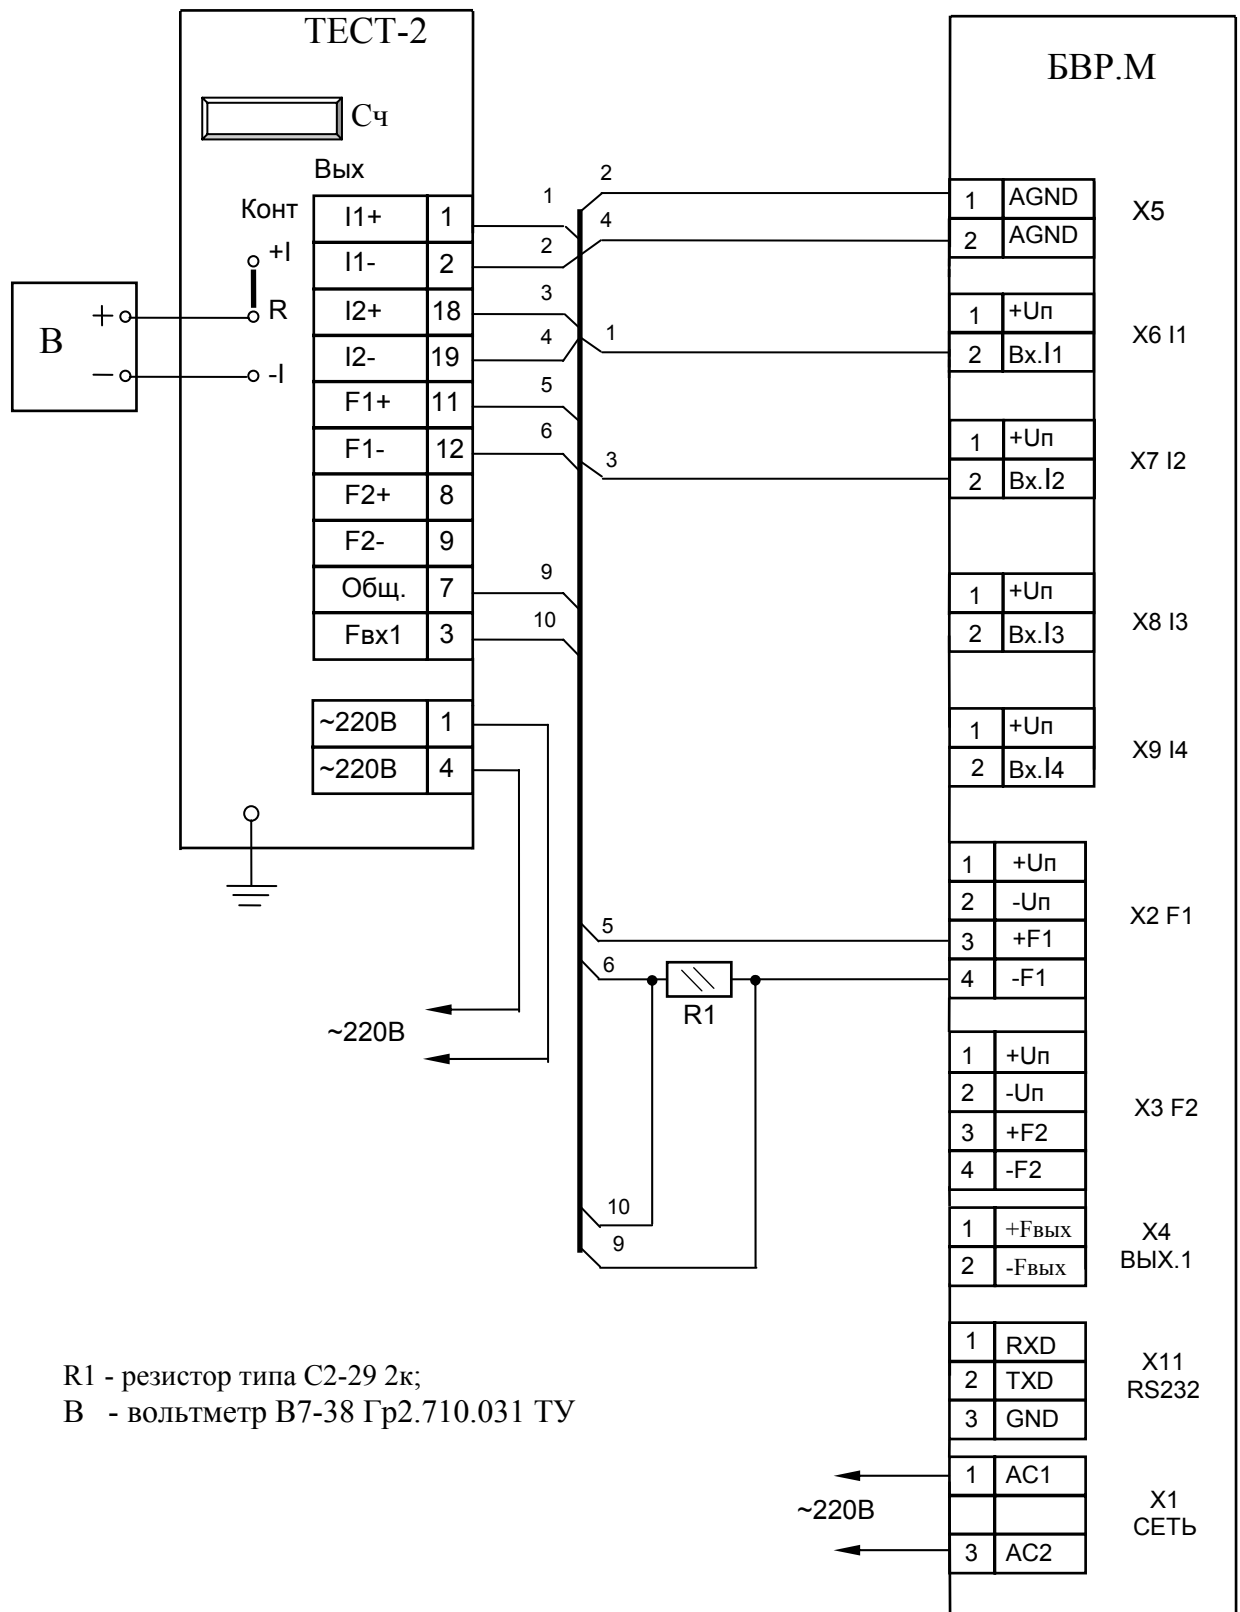 ТЕСТ-2
Сч
Вых
Конт
+I
R
-I
В
+
−
I1+ 1
I1- 2
I2+ 18
I2- 19
F1+ 11
F1- 12
F2+ 8
F2- 9
Общ. 7
Fвх1 3
~220В 1
~220В 4
~220В
1
2
3
4
5
6
9
10
2
4
1
3
5
6
R1
10
9
БВР.М
1 AGND
2 AGND
X5
1 +Uп
2 Вх.I1
X6 I1
1 +Uп
2 Вх.I2
X7 I2
1 +Uп
2 Вх.I3
X8 I3
1 +Uп
2 Вх.I4
X9 I4
1 +Uп
2 -Uп
3 +F1
4 -F1
X2 F1
1 +Uп
2 -Uп
3 +F2
4 -F2
X3 F2
1 +Fвых
2 -Fвых
X4
ВЫХ.1
1 RXD
2 TXD
3 GND
X11
RS232
1 AC1
3 AC2
X1
СЕТЬ
~220В
R1 - резистор типа С2-29 2к;
В - вольтметр В7-38 Гр2.710.031 ТУ